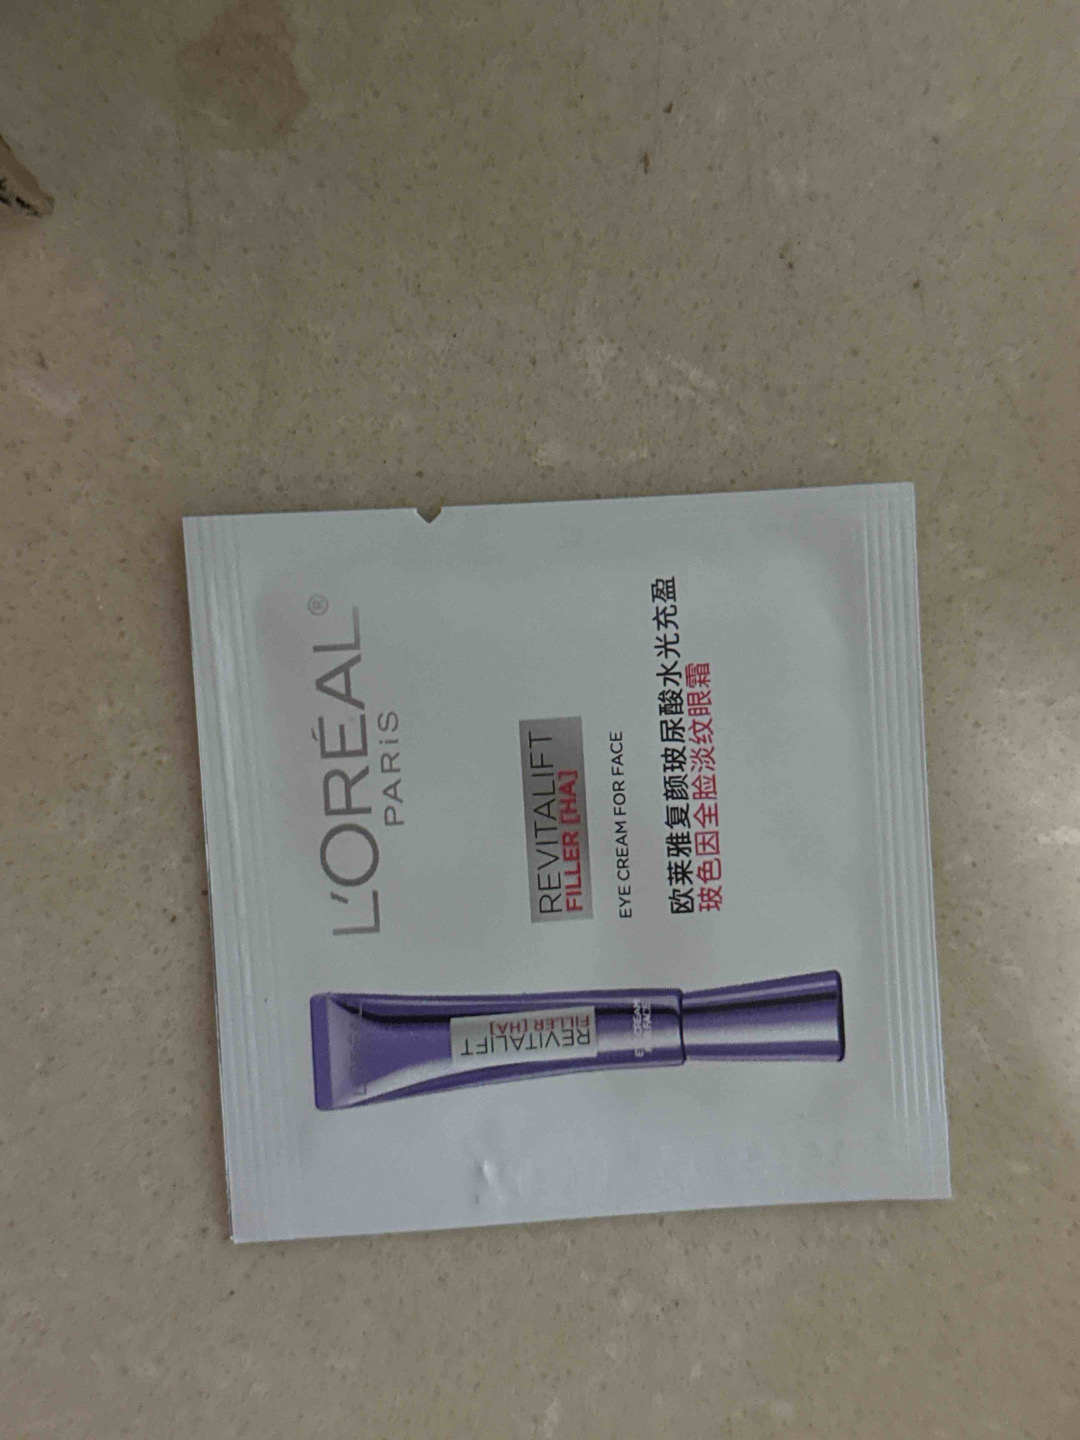 L'ORÉAL®
PARiS
REVITALIFT
FILLER [HA]
EYE CREAM FOR FACE
欧莱雅复颜玻尿酸水光充盈
玻色因全脸淡纹眼霜
REVITALIFT
FILLER [HA]